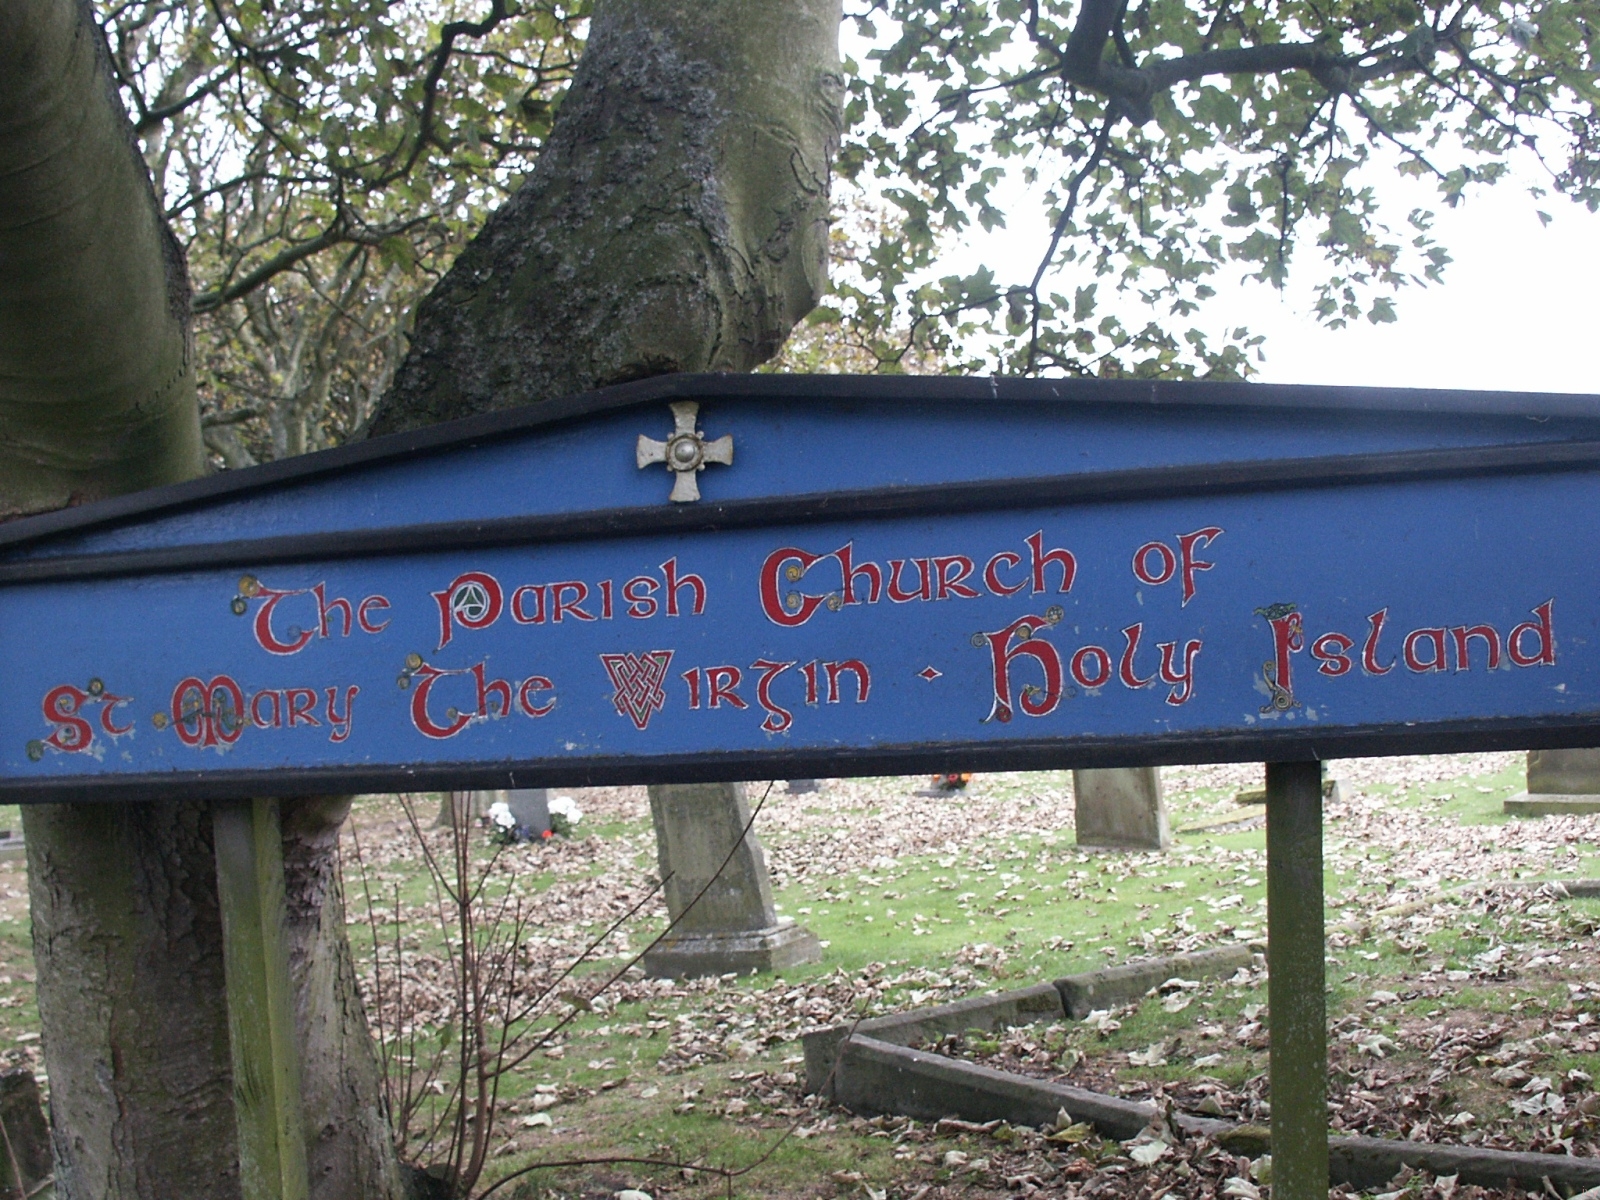 The Parish Church of
St Mary The Virgin · Holy Island